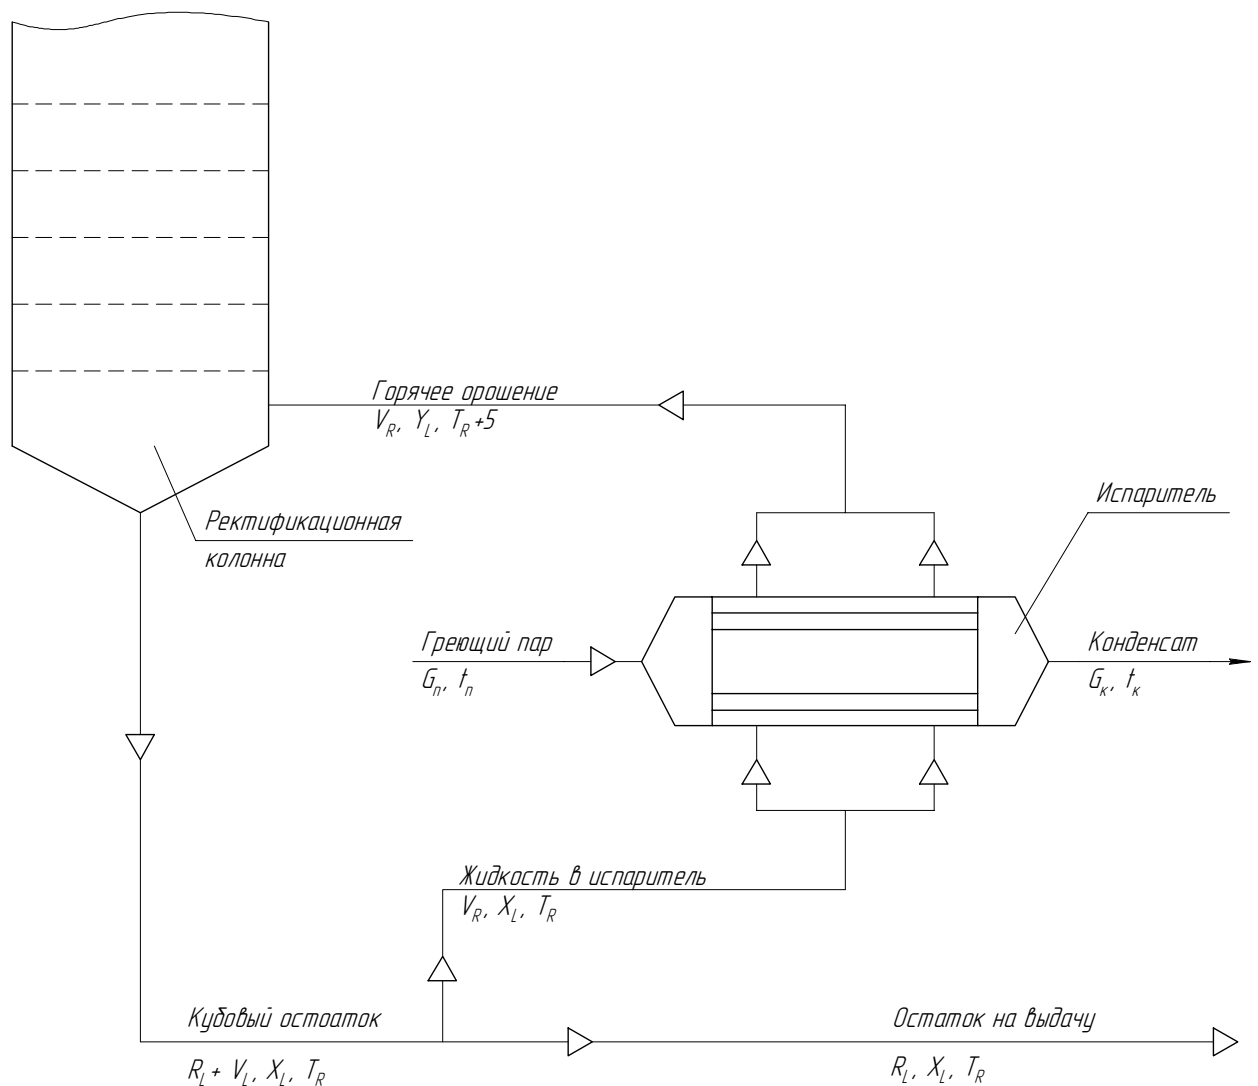 Горячее орошение
V_R, Y_L, T_R+5
Испаритель
Ректификационная
колонна
Греющий пар
G_п, t_п
Конденсат
G_к, t_к
Жидкость в испаритель
V_R, X_L, T_R
Кубовый остоаток
R_L + V_L, X_L, T_R
Остаток на выдачу
R_L, X_L, T_R